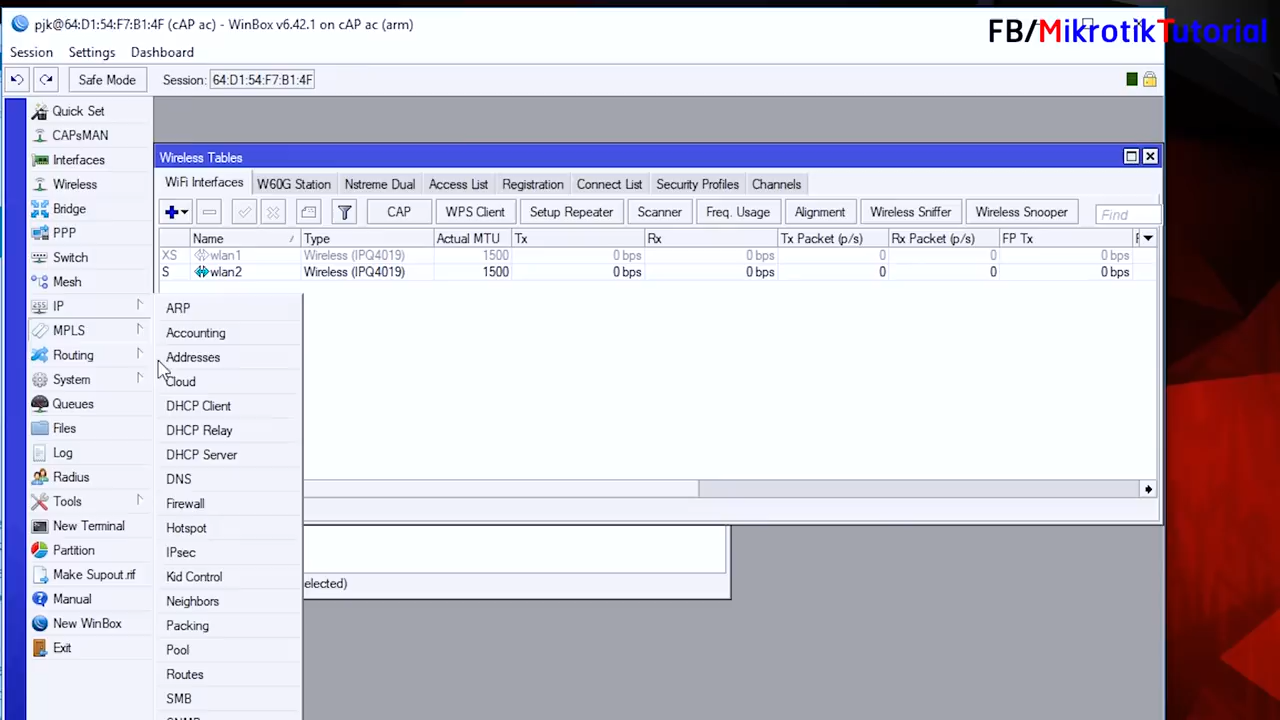 pjk@64:D1:54:F7:B1:4F (cAP ac) - WinBox v6.42.1 on cAP ac (arm)
FB/MikrotikTutorial
Session Settings Dashboard
Safe Mode Session: 64:D1:54:F7:B1:4F
Quick Set
CAPsMAN
Interfaces
Wireless
Bridge
PPP
Switch
Mesh
IP
MPLS
Routing
System
Queues
Files
Log
Radius
Tools
New Terminal
Partition
Make Supout.rif
Manual
New WinBox
Exit
Wireless Tables
WiFi Interfaces W60G Station Nstreme Dual Access List Registration Connect List Security Profiles Channels
CAP WPS Client Setup Repeater Scanner Freq. Usage Alignment Wireless Sniffer Wireless Snooper Find
Name / Type Actual MTU Tx Rx Tx Packet (p/s) Rx Packet (p/s) FP Tx
XS wlan1 Wireless (IPQ4019) 1500 0 bps 0 bps 0 0 0 bps
S wlan2 Wireless (IPQ4019) 1500 0 bps 0 bps 0 0 0 bps
ARP
Accounting
Addresses
Cloud
DHCP Client
DHCP Relay
DHCP Server
DNS
Firewall
Hotspot
IPsec
Kid Control
Neighbors
Packing
Pool
Routes
SMB
elected)